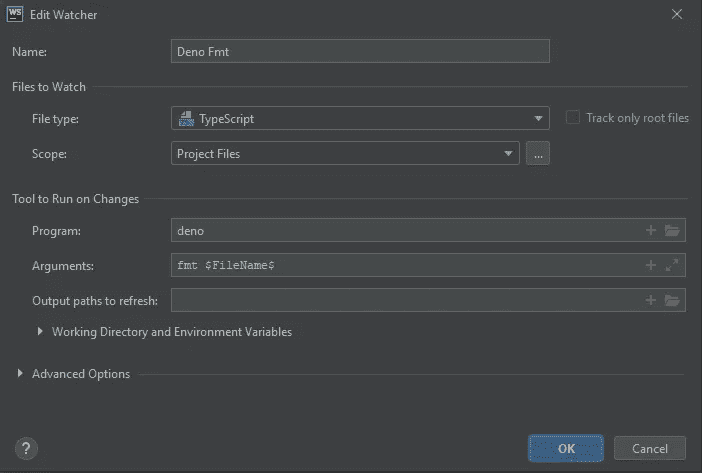 WS Edit Watcher
Name: Deno Fmt
Files to Watch
File type: TypeScript Track only root files
Scope: Project Files ...
Tool to Run on Changes
Program: deno
Arguments: fmt $FileName$
Output paths to refresh:
Working Directory and Environment Variables
Advanced Options
? OK Cancel